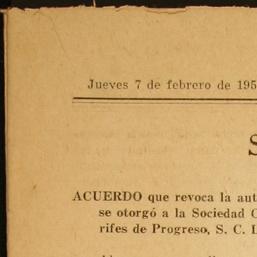 Jueves 7 de febrero de 195
S
ACUERDO que revoca la aut
se otorgó a la Sociedad C
rifes de Progreso, S. C. L